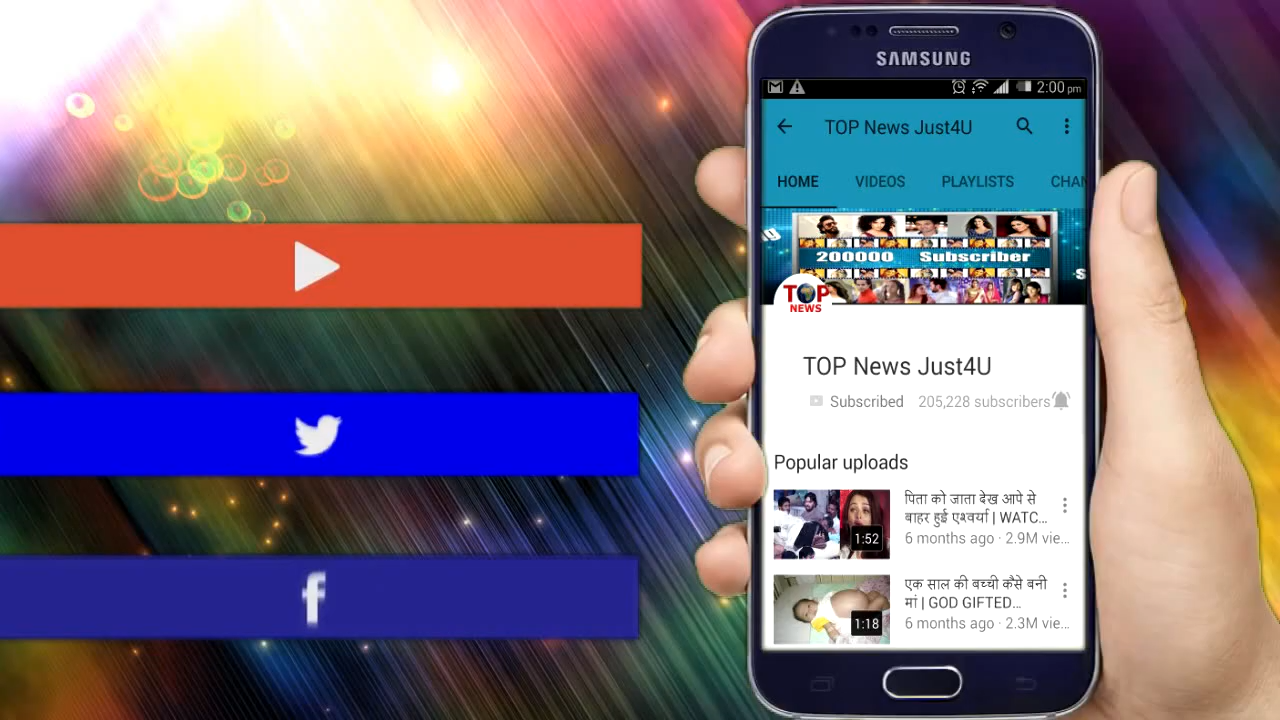 SAMSUNG
2:00 pm
TOP News Just4U
HOME VIDEOS PLAYLISTS CHAN
200000 Subscriber
TOP
NEWS
TOP News Just4U
Subscribed 205,228 subscribers
Popular uploads
पिता को जाता देख आपे से
बाहर हुई एश्वर्या | WATC...
6 months ago · 2.9M vie...
1:52
एक साल की बच्ची कैसे बनी
मां | GOD GIFTED...
6 months ago · 2.3M vie...
1:18